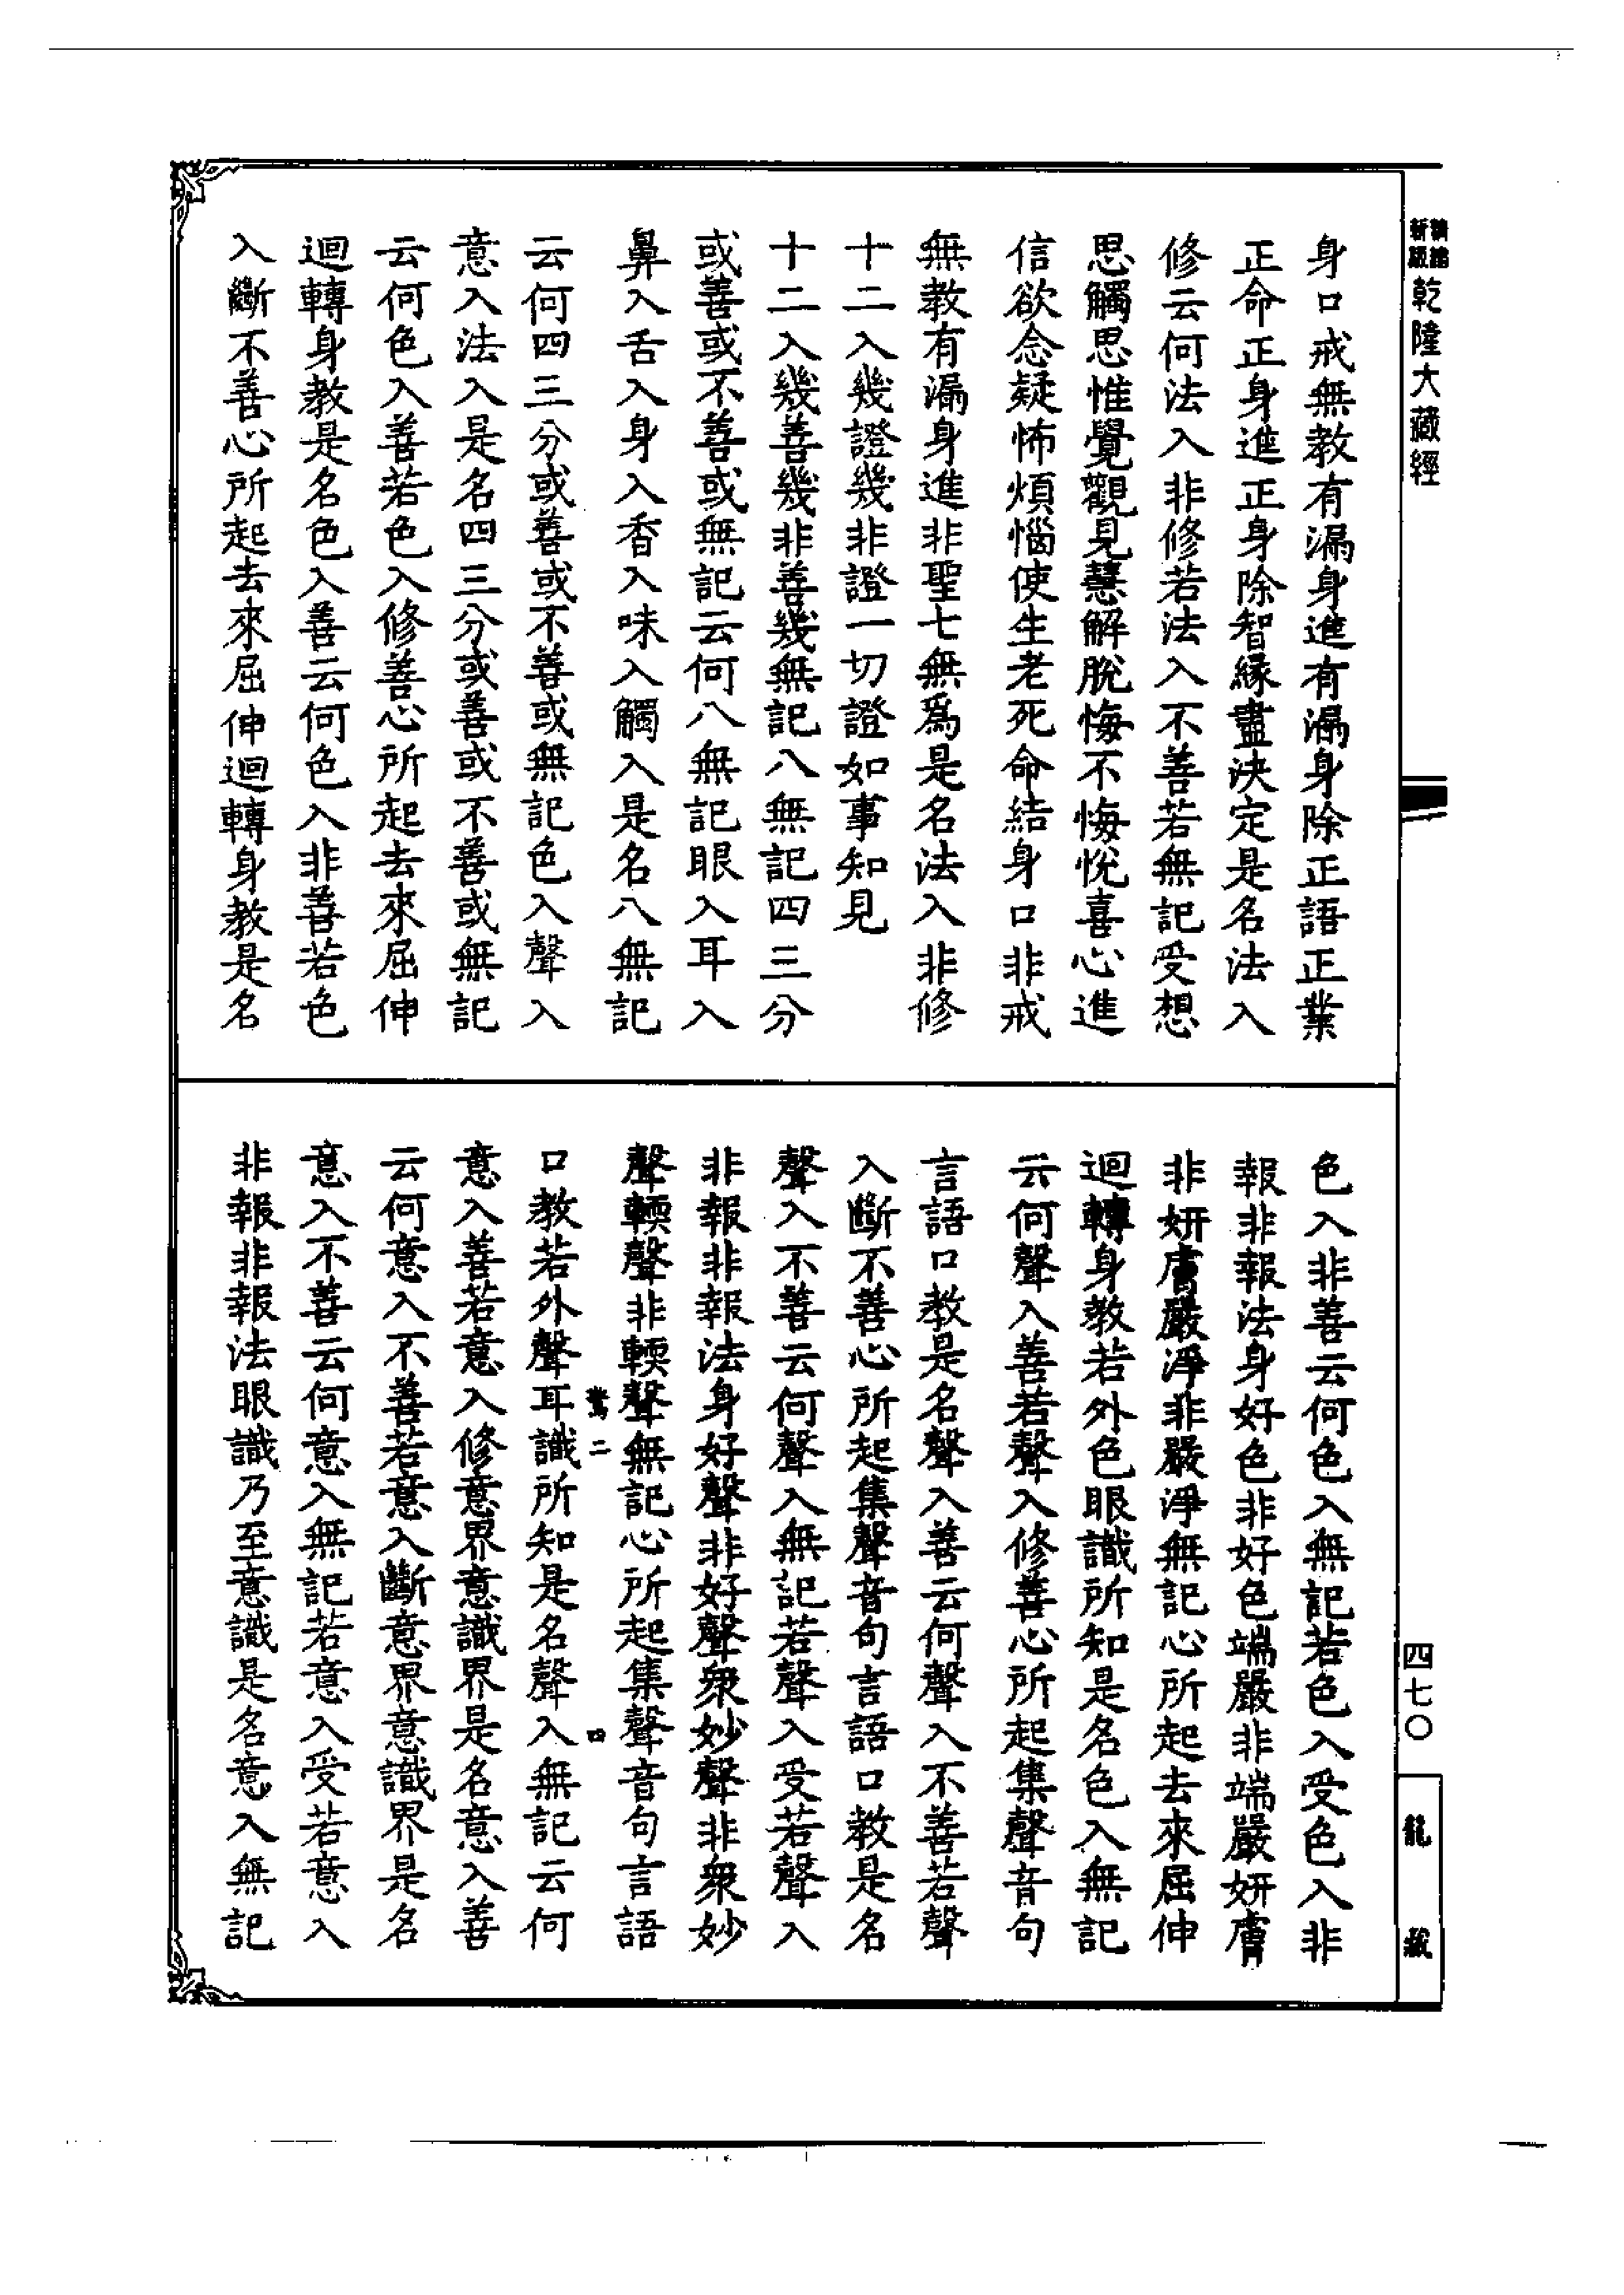 乾隆大藏經
身口戒無教有漏身進有漏身除正語正業
正命正身進正身除智緣盡決定是名法入
修云何法入非修若法入不善若無記受想
思觸思惟覺觀見慧解脫悔不悔悅喜心進
信欲念疑怖煩惱使生老死命結身口非戒
無教有漏身進非聖七無爲是名法入非修
十二入幾證幾非證一切證如事知見
十二入幾善幾非善幾無記八無記四三分
或善或不善或無記云何八無記眼入耳入
鼻入舌入身入香入味入觸入是名八無記
云何四三分或善或不善或無記色入聲入
意入法入是名四三分或善或不善或無記
云何色入善若色入修善心所起去來屈伸
迴轉身教是名色入善云何色入非善若色
入斷不善心所起去來屈伸迴轉身教是名
色入非善云何色入無記若色入受色入非
報非報法身好色非好色端嚴非端嚴妍膚
非妍膚嚴淨非嚴淨無記心所起去來屈伸
迴轉身教若外色眼識所知是名色入無記
云何聲入善若聲入修善心所起集聲音句
言語口教是名聲入善云何聲入不善若聲
入斷不善心所起集聲音句言語口教是名
聲入不善云何聲入無記若聲入受若聲入
非報非報法身好聲非好聲衆妙聲非衆妙
聲輭聲非輭聲無記心所起集聲音句言語
二 四
口教若外聲耳識所知是名聲入無記云何
意入善若意入修意界意識界是名意入善
云何意入不善若意入斷意界意識界是名
意入不善云何意入無記若意入受若意入
非報非報法眼識乃至意識是名意入無記
四七〇
龍藏